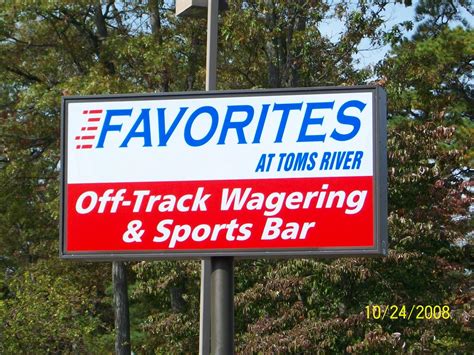 FAVORITES
AT TOMS RIVER
Off-Track Wagering
& Sports Bar
10/24/2008